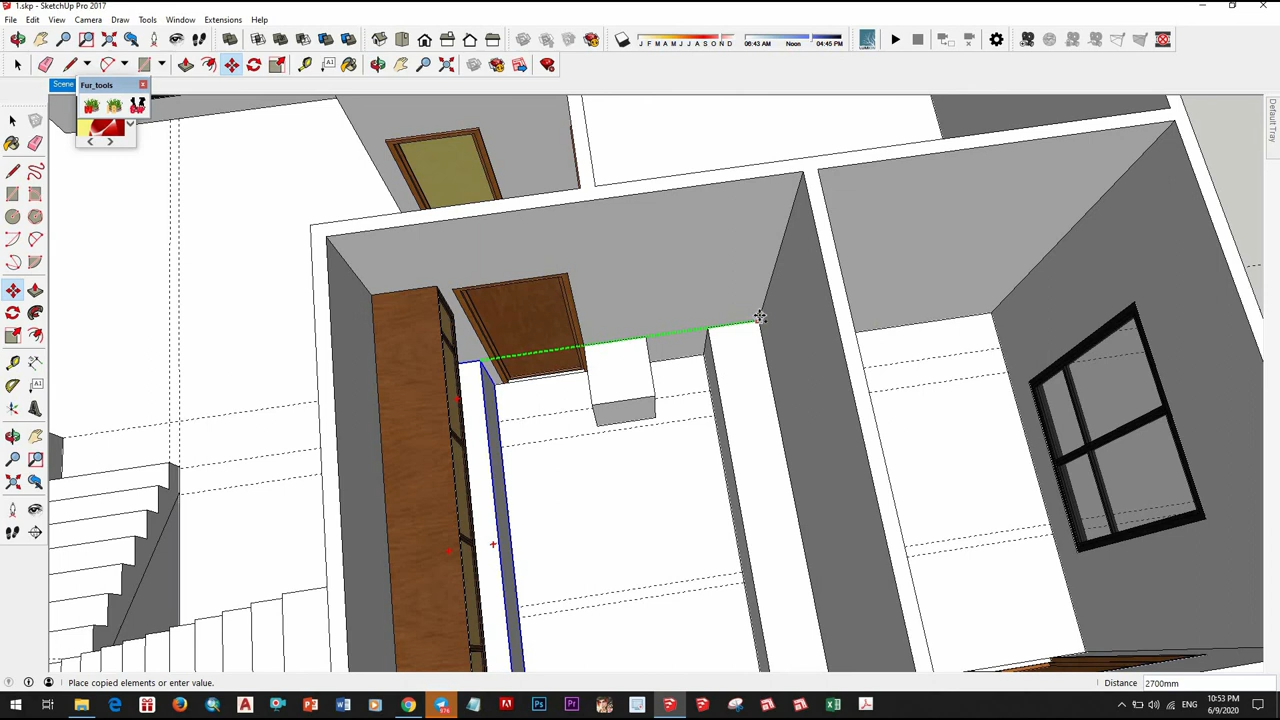 1.skp - SketchUp Pro 2017
File Edit View Camera Draw Tools Window Extensions Help
J F M A M J J A S O N D
06:43 AM Noon 04:45 PM
Scene Fur_tools
Default Tray
Place copied elements or enter value.
Distance 2700mm
10:53 PM
ENG
6/9/2020